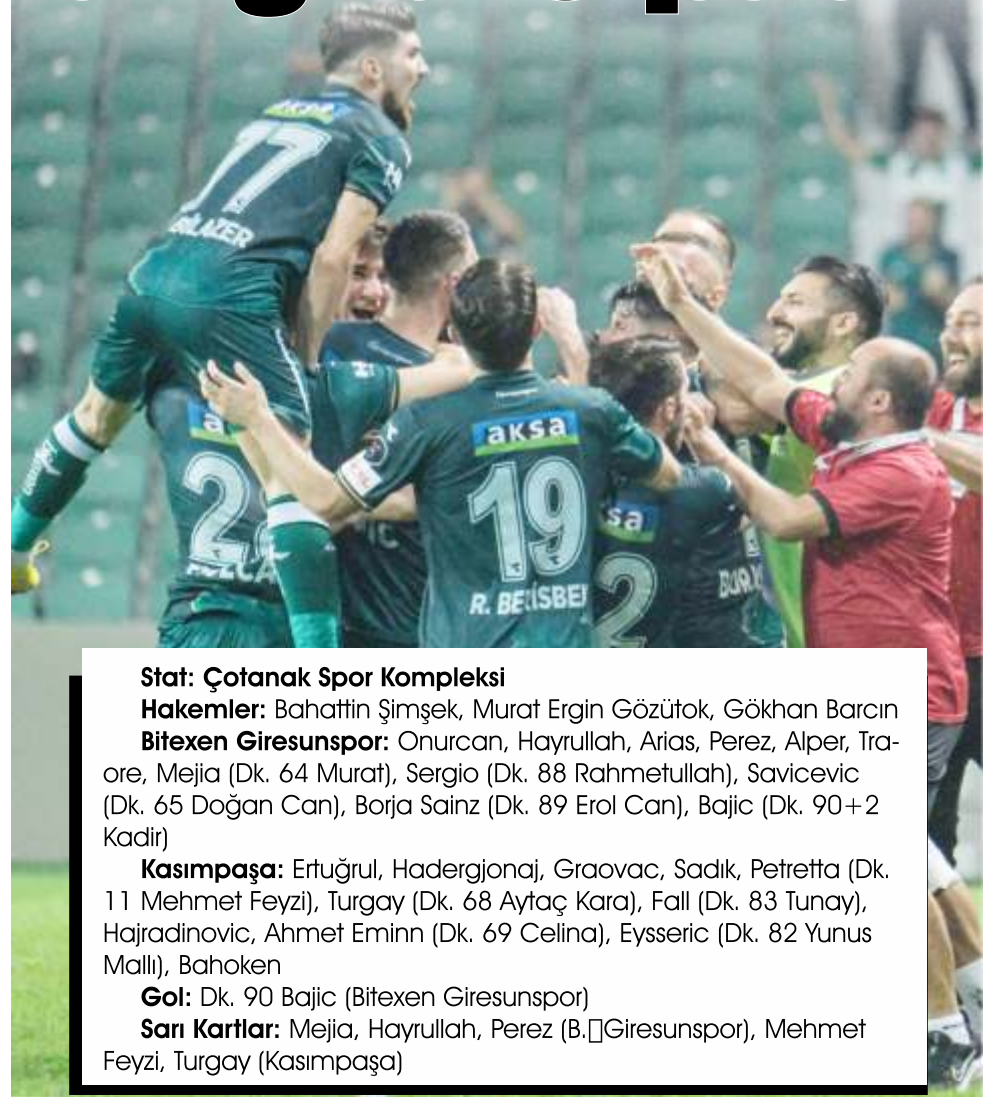 aksa
77
GÜLAZER
aksa
19
R. BE
2
sa
2
Stat: Çotanak Spor Kompleksi
Hakemler: Bahattin Şimşek, Murat Ergin Gözütok, Gökhan Barcın
Bitexen Giresunspor: Onurcan, Hayrullah, Arias, Perez, Alper, Tra-
ore, Mejia (Dk. 64 Murat), Sergio (Dk. 88 Rahmetullah), Savicevic
(Dk. 65 Doğan Can), Borja Sainz (Dk. 89 Erol Can), Bajic (Dk. 90+2
Kadir)
Kasımpaşa: Ertuğrul, Hadergjonaj, Graovac, Sadık, Petretta (Dk.
11 Mehmet Feyzi), Turgay (Dk. 68 Aytaç Kara), Fall (Dk. 83 Tunay),
Hajradinovic, Ahmet Eminn (Dk. 69 Celina), Eysseric (Dk. 82 Yunus
Mallı), Bahoken
Gol: Dk. 90 Bajic (Bitexen Giresunspor)
Sarı Kartlar: Mejia, Hayrullah, Perez (B.▯Giresunspor), Mehmet
Feyzi, Turgay (Kasımpaşa)